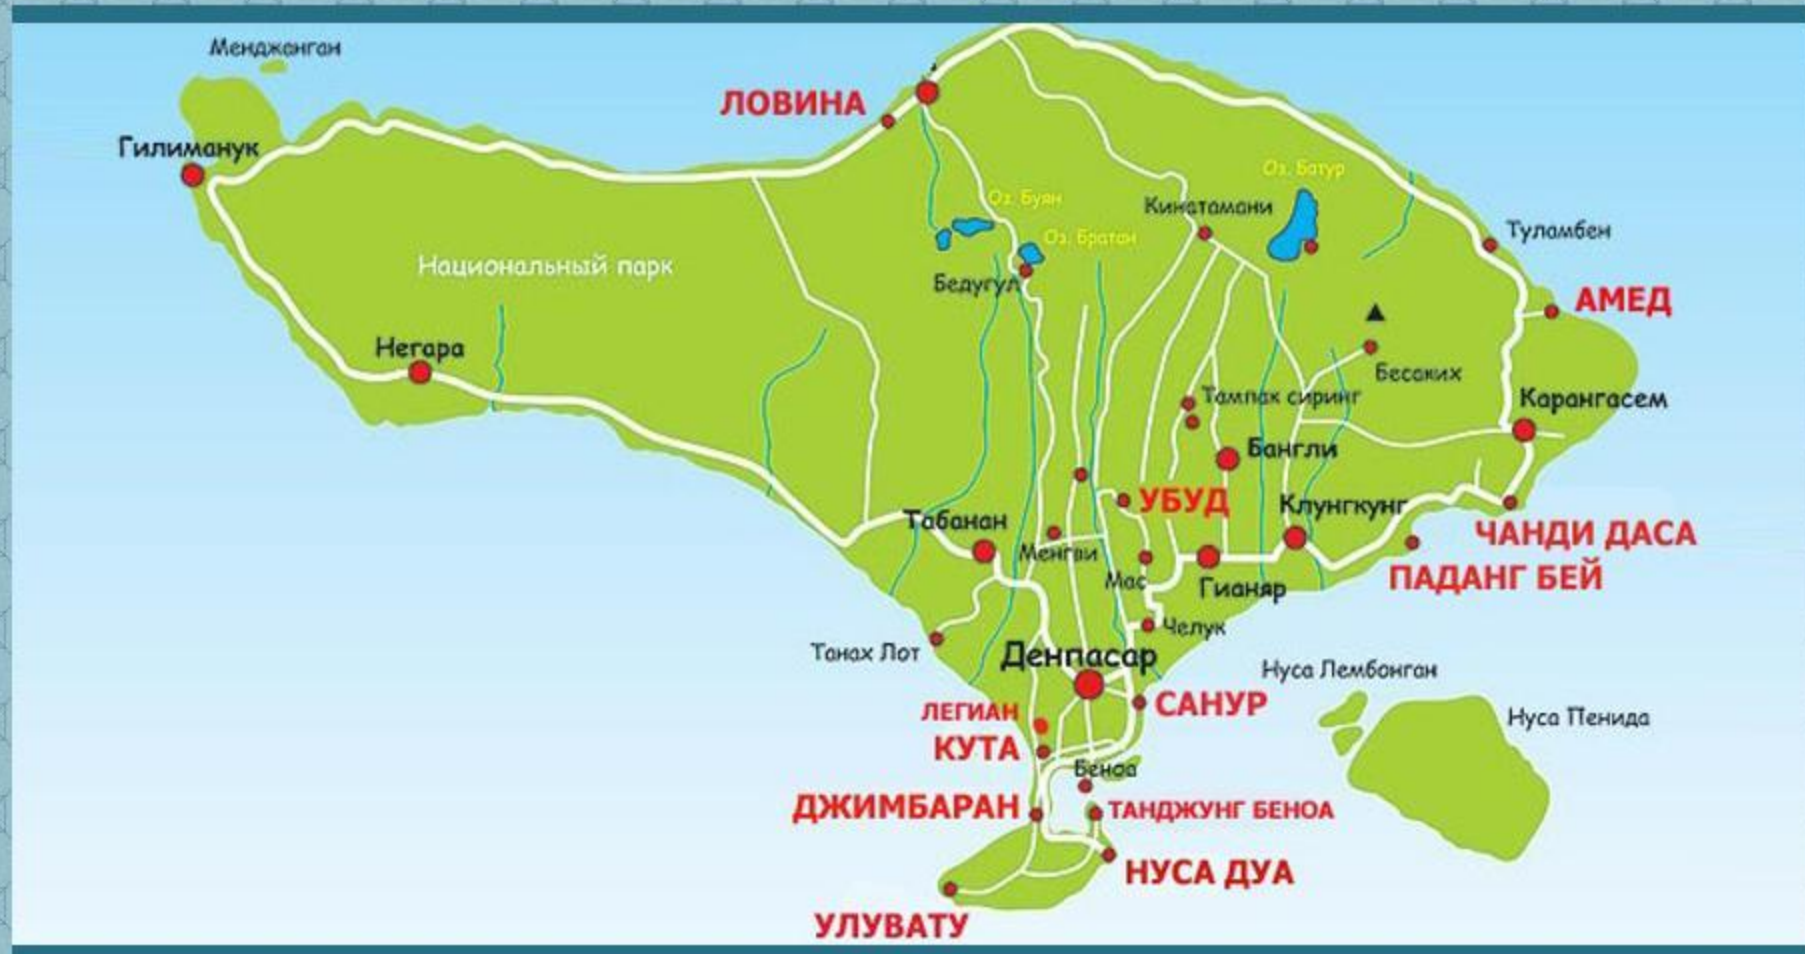 Менджанган
Гилиманук
ЛОВИНА
Оз. Батур
Оз. Буян
Кинатамани
Оз. Братан
Туламбен
Национальный парк
Бедугул
АМЕД
Негара
Бесаких
Тампак сиринг
Карангасем
Бангли
УБУД
Клунгкунг
Табанан
ЧАНДИ ДАСА
Менгви
Мас
ПАДАНГ БЕЙ
Гианяр
Челук
Танах Лот
Денпасар
Нуса Лембонган
САНУР
ЛЕГИАН
Нуса Пенида
КУТА
Беноа
ДЖИМБАРАН
ТАНДЖУНГ БЕНОА
НУСА ДУА
УЛУВАТУ